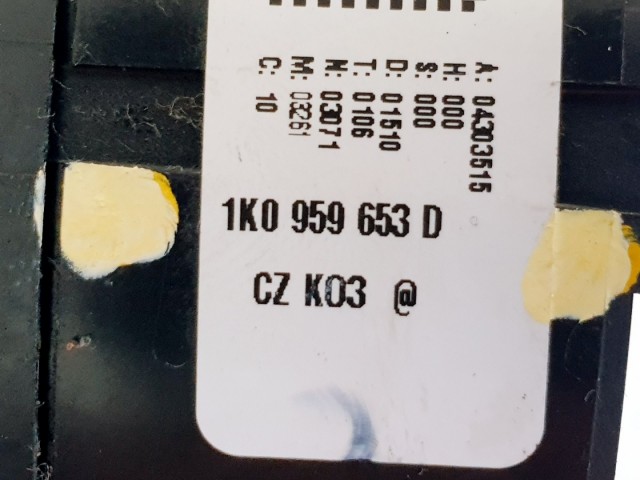 A: 04303515
H: 000
S: 000
D: 01510
T: 0106
N: 03071
M: 03261
C: 10
1K0 959 653 D
CZ K03 @